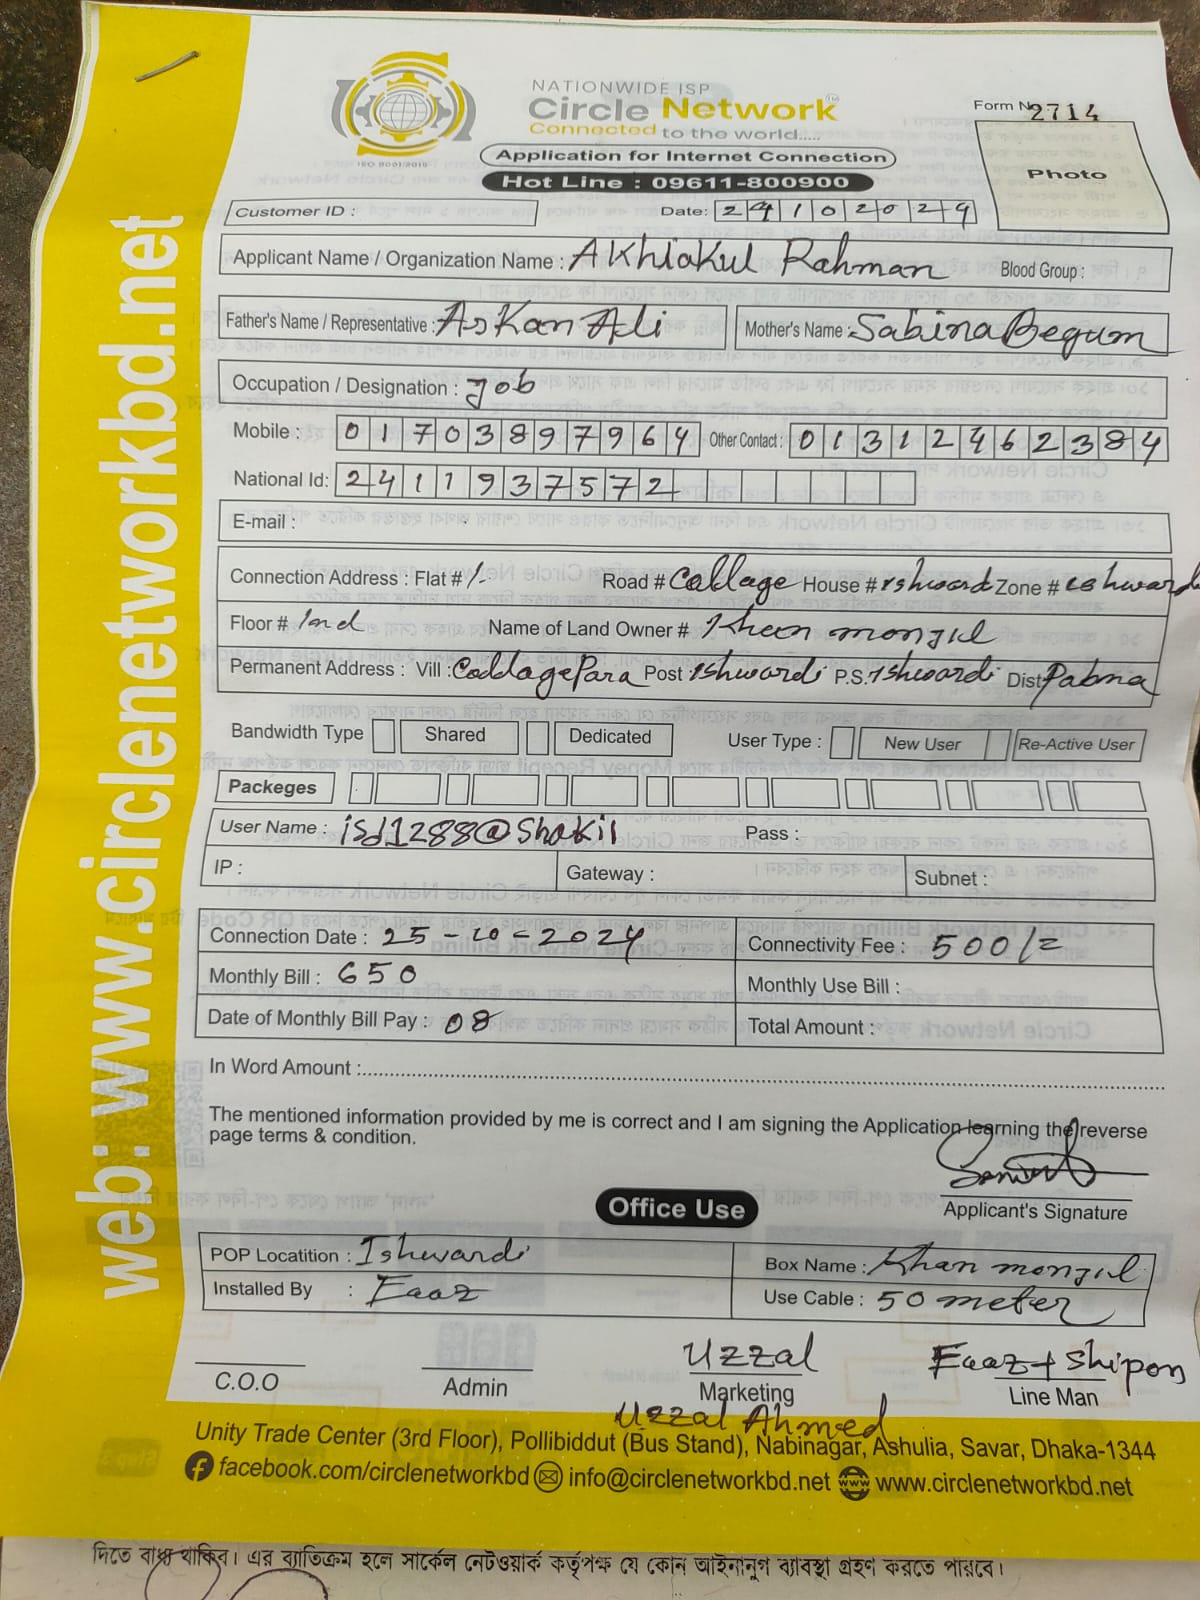 NATIONWIDE ISP
Circle Network™
Connected to the world.....
ISO 9001/2015
Form No 2714
Application for Internet Connection
Photo
Hot Line : 09611-800900
Customer ID : Date: 24102024
Applicant Name / Organization Name : AKhlakul Rahman Blood Group :
Father's Name / Representative : AsKan Ali Mother's Name : Sabina Begum
Occupation / Designation : Job
Mobile : 01703897964 Other Contact : 01312462384
National Id: 2411937572
E-mail :
Connection Address : Flat # /- Road # Collage House # Ishwardi Zone # Ishwardi
Floor # 1nd Name of Land Owner # Khan monzil
Permanent Address : Vill : CollagePara Post Ishwardi P.S. Ishwardi Dist Pabna
Bandwidth Type Shared Dedicated User Type : New User Re-Active User
Packeges
User Name : isd1288@Shakil Pass :
IP : Gateway : Subnet :
Connection Date : 25-10-2024 Connectivity Fee : 500/=
Monthly Bill : 650 Monthly Use Bill :
Date of Monthly Bill Pay : 08 Total Amount :
In Word Amount :
The mentioned information provided by me is correct and I am signing the Application learning the reverse
page terms & condition.
Applicant's Signature
Office Use
POP Locatition : Ishwardi Box Name : Khan monzil
Installed By : Faaz Use Cable : 50 meter
Uzzal Faaz + Shipon
C.O.O Admin Marketing Line Man
Uzzal Ahmed
Unity Trade Center (3rd Floor), Pollibiddut (Bus Stand), Nabinagar, Ashulia, Savar, Dhaka-1344
facebook.com/circlenetworkbd info@circlenetworkbd.net www.circlenetworkbd.net
web: www.circlenetworkbd.net
দিতে বাধ্য থাকিব। এর ব্যাতিক্রম হলে সার্কেল নেটওয়ার্ক কর্তৃপক্ষ যে কোন আইনানুগ ব্যাবস্থা গ্রহণ করতে পারবে।